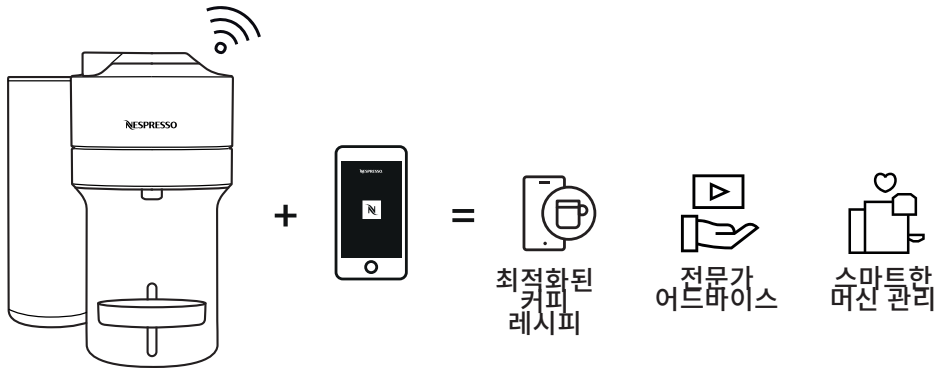 NESPRESSO
NESPRESSO
N
+
=
최적화된
커피
레시피
전문가
어드바이스
스마트한
머신 관리